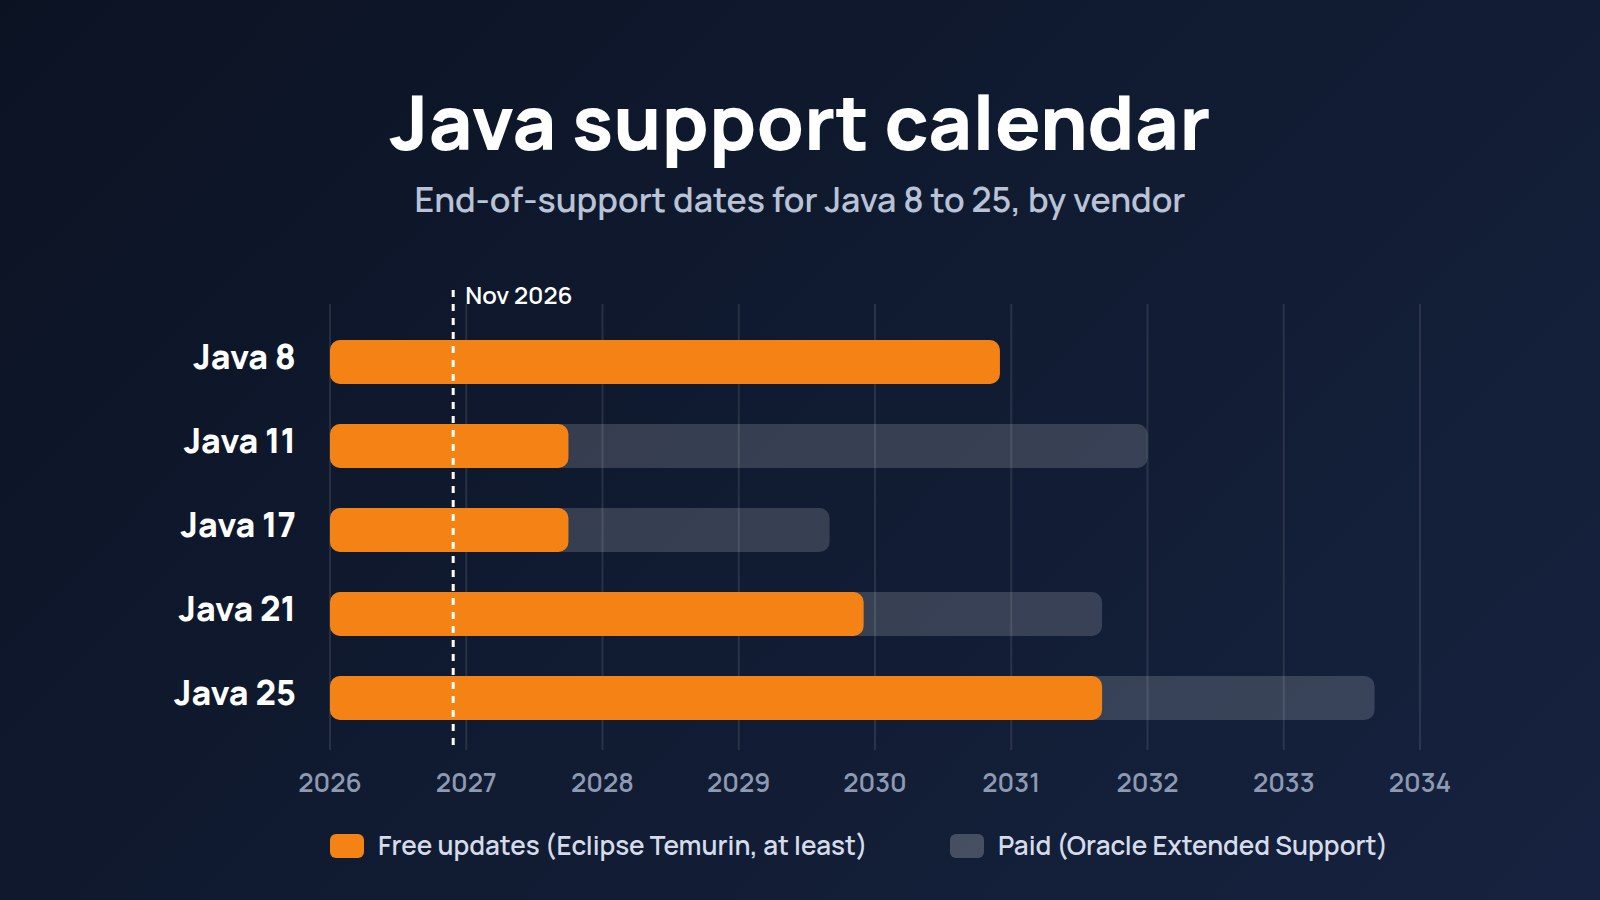 Java support calendar
End-of-support dates for Java 8 to 25, by vendor
Nov 2026
Java 8
Java 11
Java 17
Java 21
Java 25
2026 2027 2028 2029 2030 2031 2032 2033 2034
Free updates (Eclipse Temurin, at least) Paid (Oracle Extended Support)